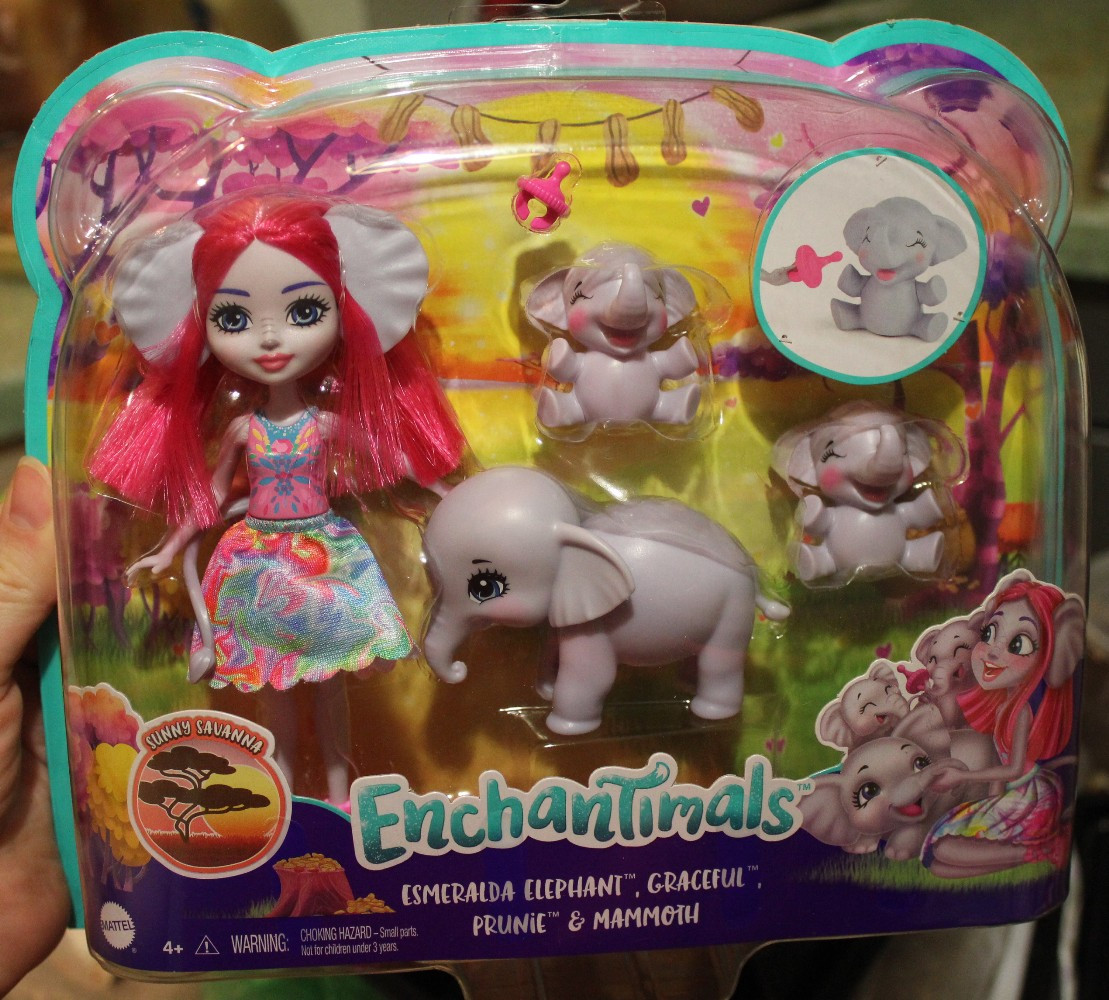 SUNNY SAVANNA
EnchanTimals™
ESMERALDA ELEPHANT™, GRACEFUL™,
PRUNiE™ & MAMMOTH
MATTEL
®
4+ WARNING: CHOKING HAZARD – Small parts.
Not for children under 3 years.